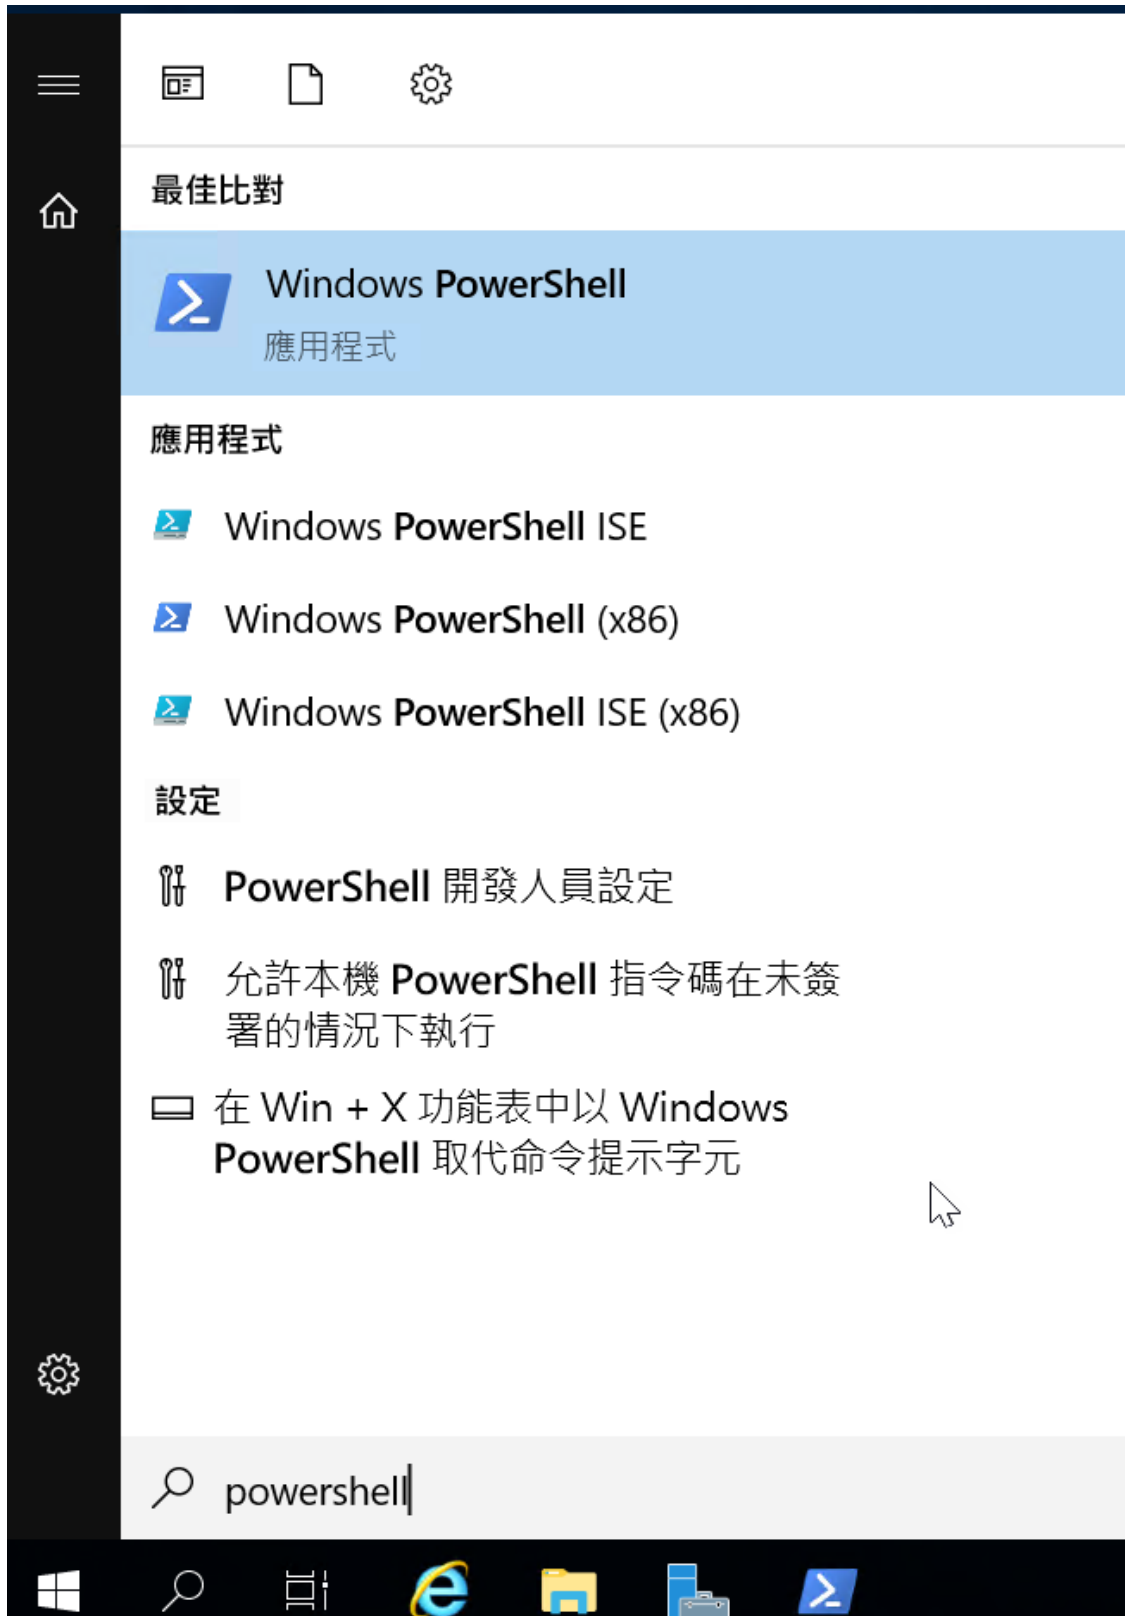 最佳比對
Windows PowerShell
應用程式
應用程式
Windows PowerShell ISE
Windows PowerShell (x86)
Windows PowerShell ISE (x86)
設定
PowerShell 開發人員設定
允許本機 PowerShell 指令碼在未簽
署的情況下執行
在 Win + X 功能表中以 Windows
PowerShell 取代命令提示字元
powershell